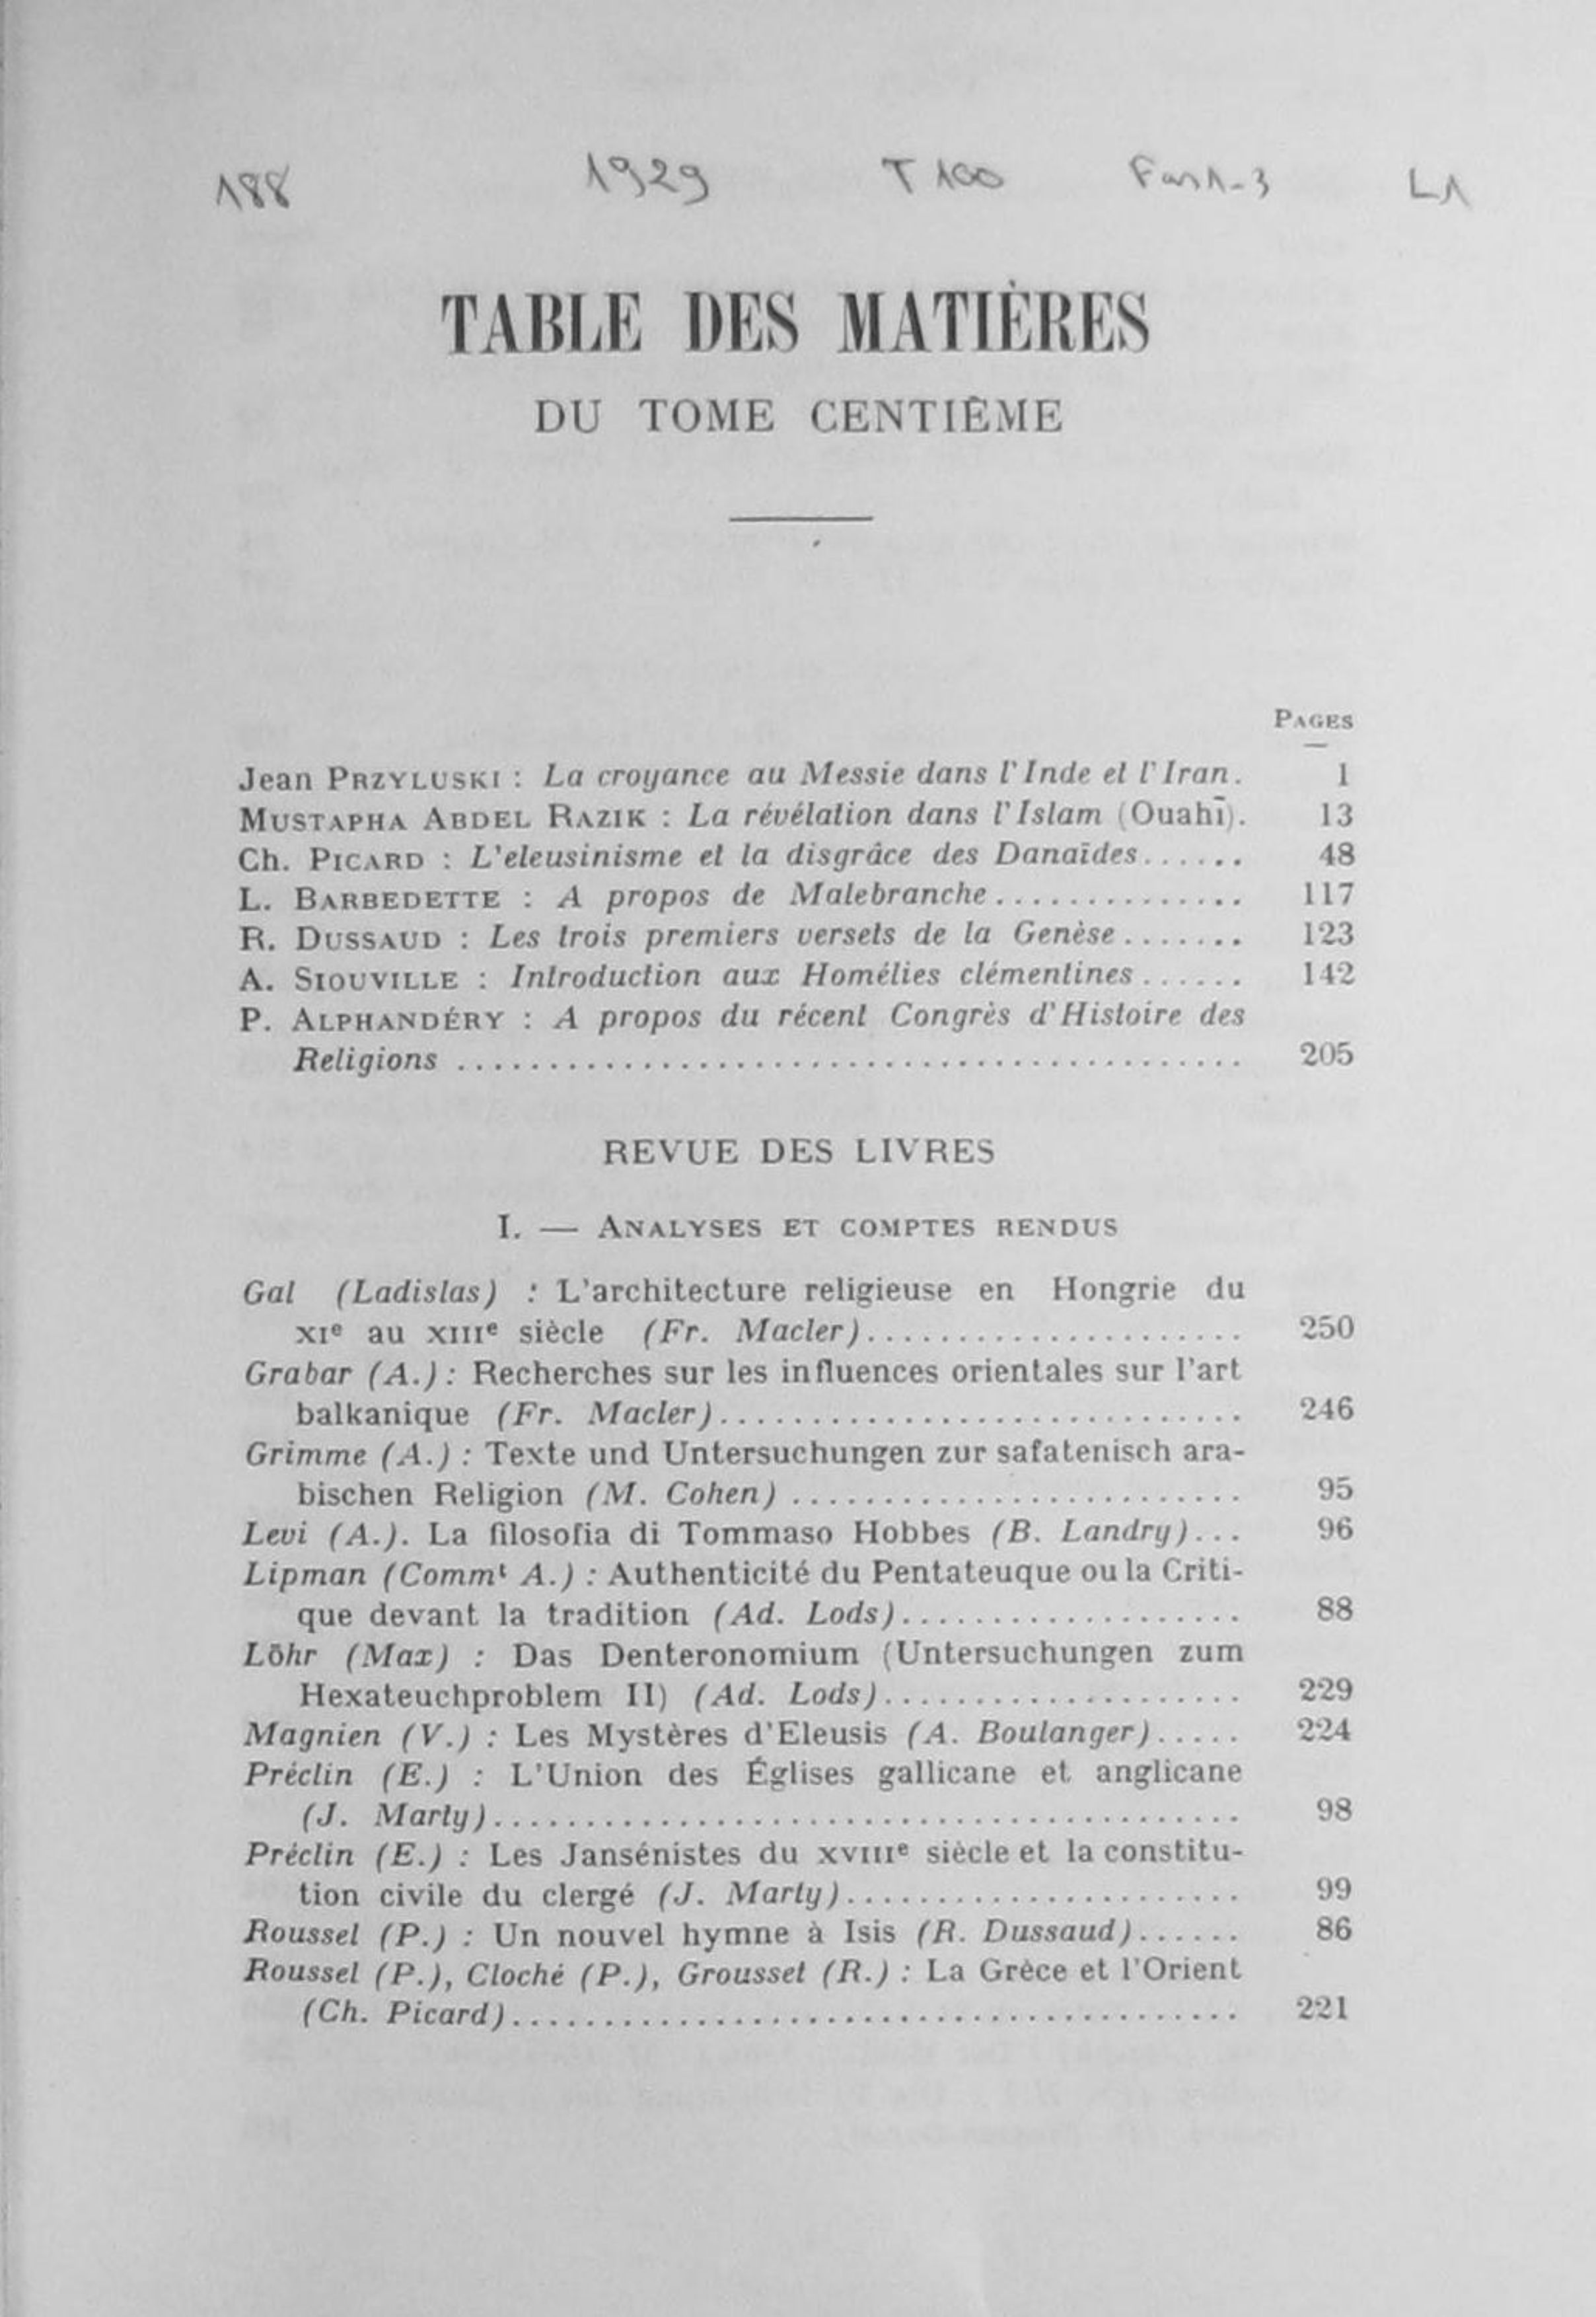 188 1929 T 100 Fas 1-3 L1
TABLE DES MATIÈRES
DU TOME CENTIÈME
PAGES
Jean PRZYLUSKI : La croyance au Messie dans l'Inde et l'Iran. 1
MUSTAPHA ABDEL RAZIK : La révélation dans l'Islam (Ouahī). 13
Ch. PICARD : L'eleusinisme et la disgrâce des Danaïdes...... 48
L. BARBEDETTE : A propos de Malebranche.............. 117
R. DUSSAUD : Les trois premiers versets de la Genèse....... 123
A. SIOUVILLE : Introduction aux Homélies clémentines...... 142
P. ALPHANDÉRY : A propos du récent Congrès d'Histoire des
Religions ........................................... 205
REVUE DES LIVRES
I. — ANALYSES ET COMPTES RENDUS
Gal (Ladislas) : L'architecture religieuse en Hongrie du
XIe au XIIIe siècle (Fr. Macler)..................... 250
Grabar (A.) : Recherches sur les influences orientales sur l'art
balkanique (Fr. Macler)............................. 246
Grimme (A.) : Texte und Untersuchungen zur safatenisch ara-
bischen Religion (M. Cohen) ......................... 95
Levi (A.). La filosofia di Tommaso Hobbes (B. Landry)... 96
Lipman (Commt A.) : Authenticité du Pentateuque ou la Criti-
que devant la tradition (Ad. Lods)................... 88
Löhr (Max) : Das Denteronomium (Untersuchungen zum
Hexateuchproblem II) (Ad. Lods).................... 229
Magnien (V.) : Les Mystères d'Eleusis (A. Boulanger)..... 224
Préclin (E.) : L'Union des Églises gallicane et anglicane
(J. Marty)......................................... 98
Préclin (E.) : Les Jansénistes du XVIIIe siècle et la constitu-
tion civile du clergé (J. Marty)...................... 99
Roussel (P.) : Un nouvel hymne à Isis (R. Dussaud)...... 86
Roussel (P.), Cloché (P.), Grousset (R.) : La Grèce et l'Orient
(Ch. Picard)........................................ 221